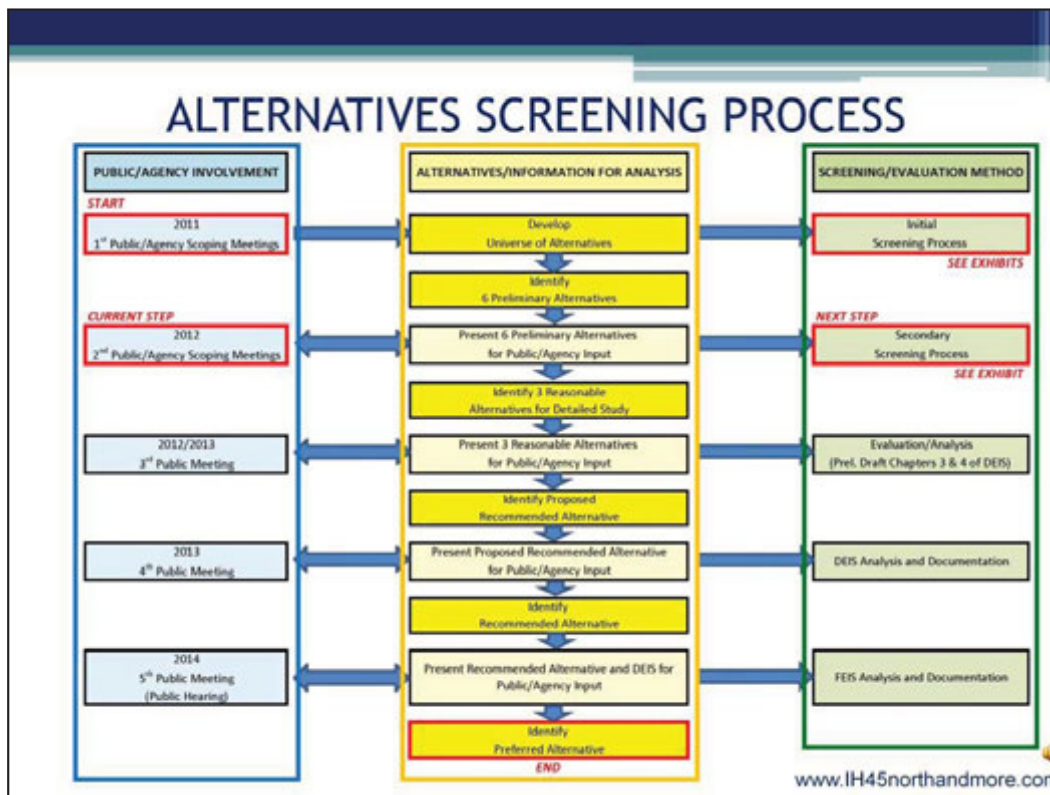 ALTERNATIVES SCREENING PROCESS
PUBLIC/AGENCY INVOLVEMENT
START
2011
1st Public/Agency Scoping Meetings
CURRENT STEP
2012
2nd Public/Agency Scoping Meetings
2012/2013
3rd Public Meeting
2013
4th Public Meeting
2014
5th Public Meeting
(Public Hearing)
ALTERNATIVES/INFORMATION FOR ANALYSIS
Develop
Universe of Alternatives
Identify
6 Preliminary Alternatives
Present 6 Preliminary Alternatives
for Public/Agency Input
Identify 3 Reasonable
Alternatives for Detailed Study
Present 3 Reasonable Alternatives
for Public/Agency Input
Identify Proposed
Recommended Alternative
Present Proposed Recommended Alternative
for Public/Agency Input
Identify
Recommended Alternative
Present Recommended Alternative and DEIS for
Public/Agency Input
Identify
Preferred Alternative
END
SCREENING/EVALUATION METHOD
Initial
Screening Process
SEE EXHIBITS
NEXT STEP
Secondary
Screening Process
SEE EXHIBIT
Evaluation/Analysis
(Prel. Draft Chapters 3 & 4 of DEIS)
DEIS Analysis and Documentation
FEIS Analysis and Documentation
www.IH45northandmore.com